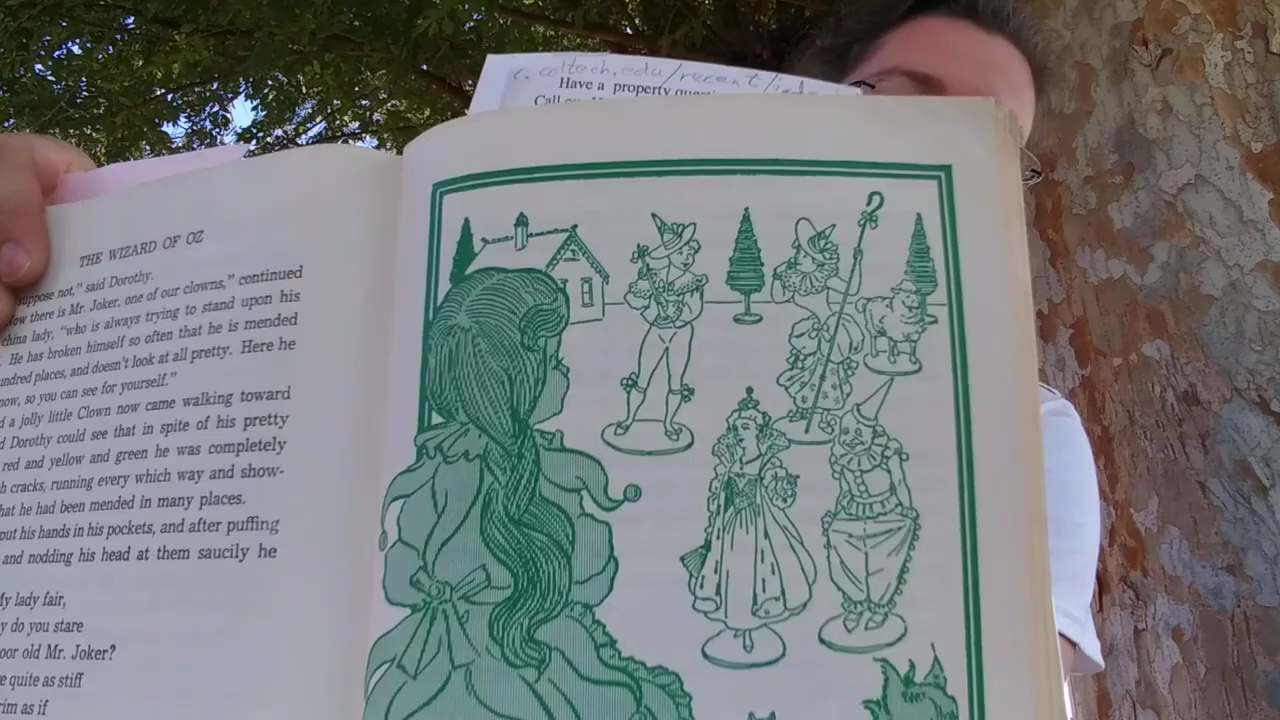 c. caltech.edu/recent/
Have a property
THE WIZARD OF OZ
suppose not," said Dorothy.
Now there is Mr. Joker, one of our clowns," continued
china lady, "who is always trying to stand upon his
He has broken himself so often that he is mended
places, and doesn't look at all pretty. Here he
now, so you can see for yourself."
a jolly little Clown now came walking toward
Dorothy could see that in spite of his pretty
red and yellow and green he was completely
cracks, running every which way and show-
that he had been mended in many places.
put his hands in his pockets, and after puffing
and nodding his head at them saucily he
lady fair,
do you stare
old Mr. Joker?
quite as stiff
as if